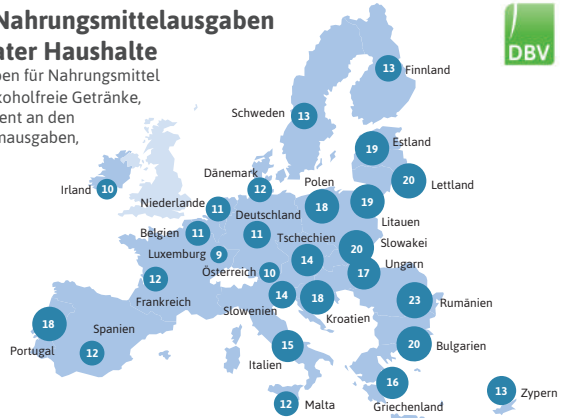 Nahrungsmittelausgaben
ater Haushalte
ben für Nahrungsmittel
koholfreie Getränke,
ent an den
mausgaben,
DBV
13 Finnland
Schweden 13
19 Estland
20 Lettland
Dänemark 12
Polen 18
19 Litauen
Irland 10
Niederlande 11
Deutschland 11
Belgien 11
Tschechien 14
20 Slowakei
Luxemburg 9
Österreich 10
17 Ungarn
12 Frankreich
14 Slowenien
18 Kroatien
23 Rumänien
18 Portugal
Spanien 12
15 Italien
20 Bulgarien
16 Griechenland
12 Malta
13 Zypern